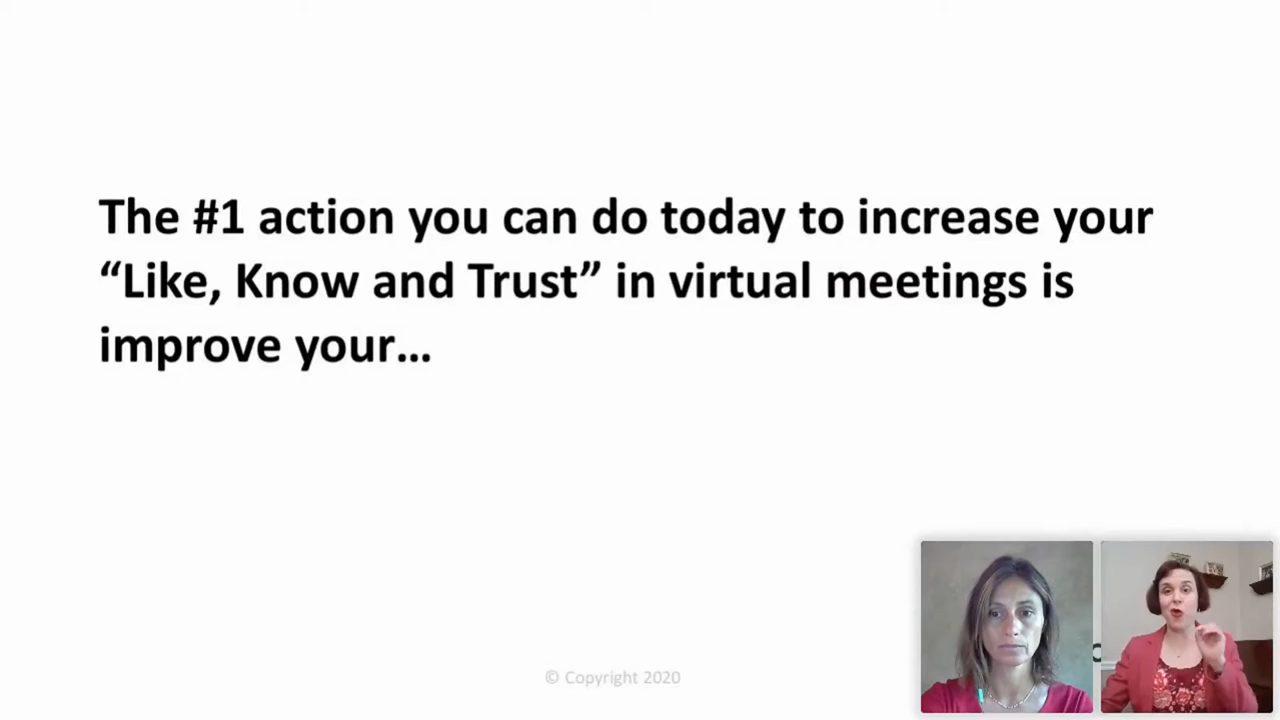 The #1 action you can do today to increase your
“Like, Know and Trust” in virtual meetings is
improve your…
© Copyright 2020